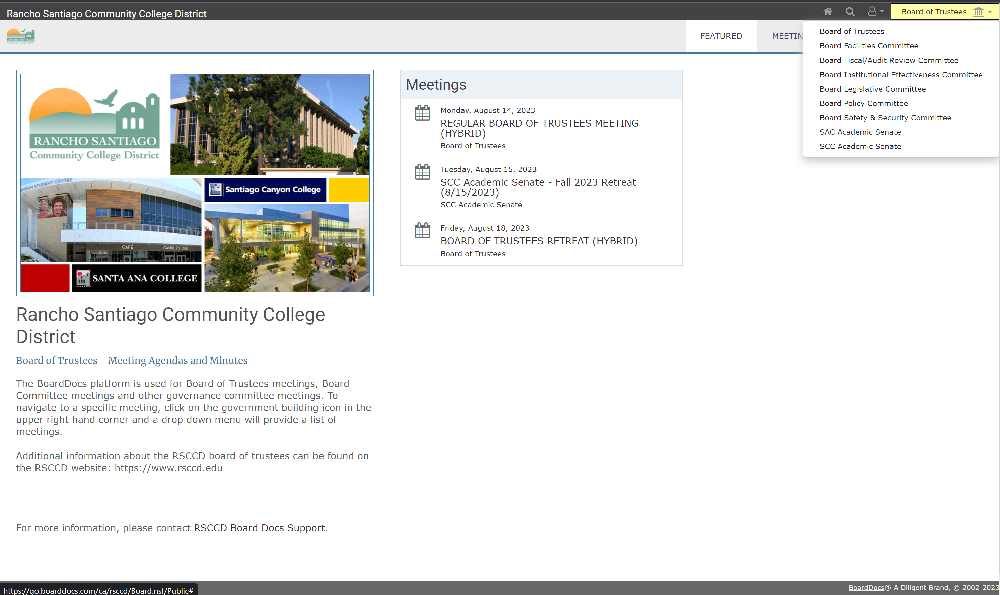 Rancho Santiago Community College District
Board of Trustees
FEATURED
MEETIN
Board of Trustees
Board Facilities Committee
Board Fiscal/Audit Review Committee
Board Institutional Effectiveness Committee
Board Legislative Committee
Board Policy Committee
Board Safety & Security Committee
SAC Academic Senate
SCC Academic Senate
RANCHO SANTIAGO
Community College District
RANCHO SANTIAGO
Community College District
NSON STUDENT CENTER
CAFÉ
CAMPUS STORE
Santiago Canyon College
SANTA ANA COLLEGE
Meetings
Monday, August 14, 2023
REGULAR BOARD OF TRUSTEES MEETING
(HYBRID)
Board of Trustees
Tuesday, August 15, 2023
SCC Academic Senate - Fall 2023 Retreat
(8/15/2023)
SCC Academic Senate
Friday, August 18, 2023
BOARD OF TRUSTEES RETREAT (HYBRID)
Board of Trustees
Rancho Santiago Community College
District
Board of Trustees - Meeting Agendas and Minutes
The BoardDocs platform is used for Board of Trustees meetings, Board
Committee meetings and other governance committee meetings. To
navigate to a specific meeting, click on the government building icon in the
upper right hand corner and a drop down menu will provide a list of
meetings.
Additional information about the RSCCD board of trustees can be found on
the RSCCD website: https://www.rsccd.edu
For more information, please contact RSCCD Board Docs Support.
https://go.boarddocs.com/ca/rsccd/Board.nsf/Public#
BoardDocs® A Diligent Brand, © 2002-2023